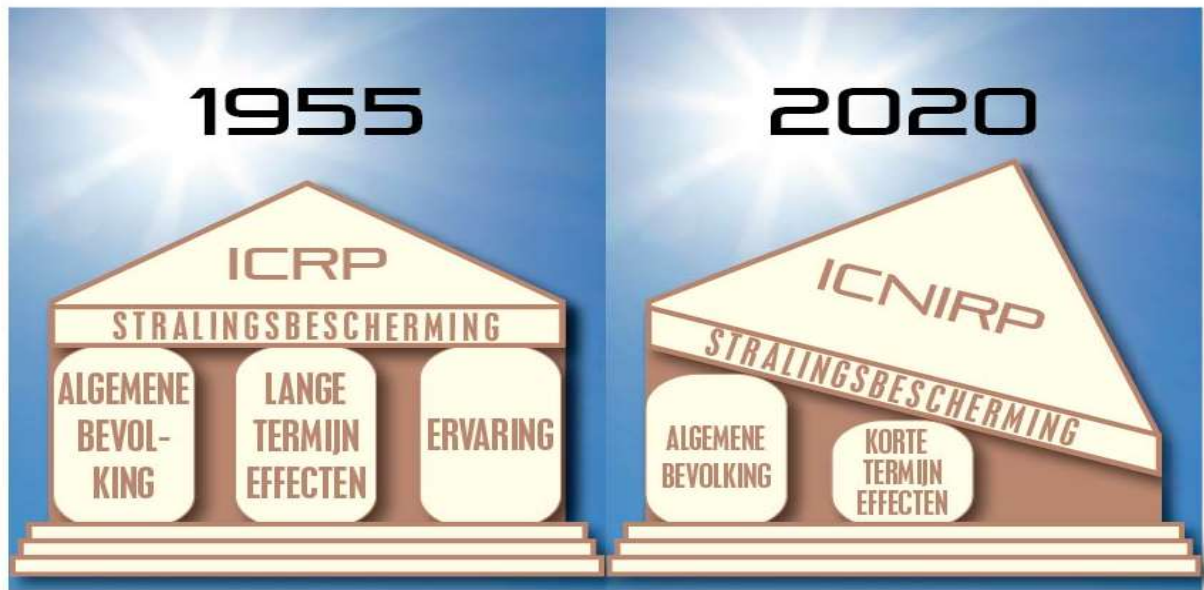 1955
ICRP
STRALINGSBESCHERMING
ALGEMENE
BEVOL-
KING
LANGE
TERMIJN
EFFECTEN
ERVARING
2020
ICNIRP
STRALINGSBESCHERMING
ALGEMENE
BEVOLKING
KORTE
TERMIJN
EFFECTEN